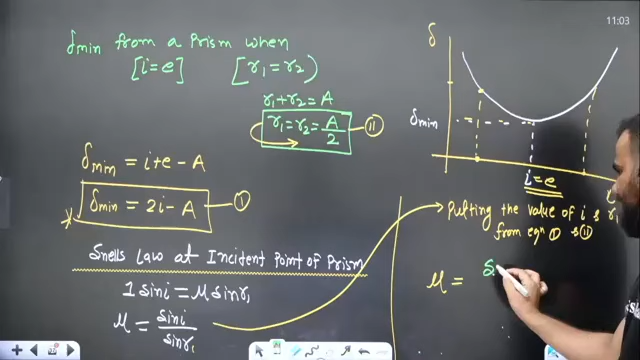 11:03
δmin from a Prism when
[i=e] [r₁=r₂)
r₁+r₂=A
r₁=r₂=A/2 — II
δmin = i+e-A
δmin = 2i-A — I
Snells Law at Incident Point of Prism
1 sini = μ sinr₁
μ = sini/sinr₁
δ
δmin
i=e
Putting the value of i &
from eqn I & II
μ = S